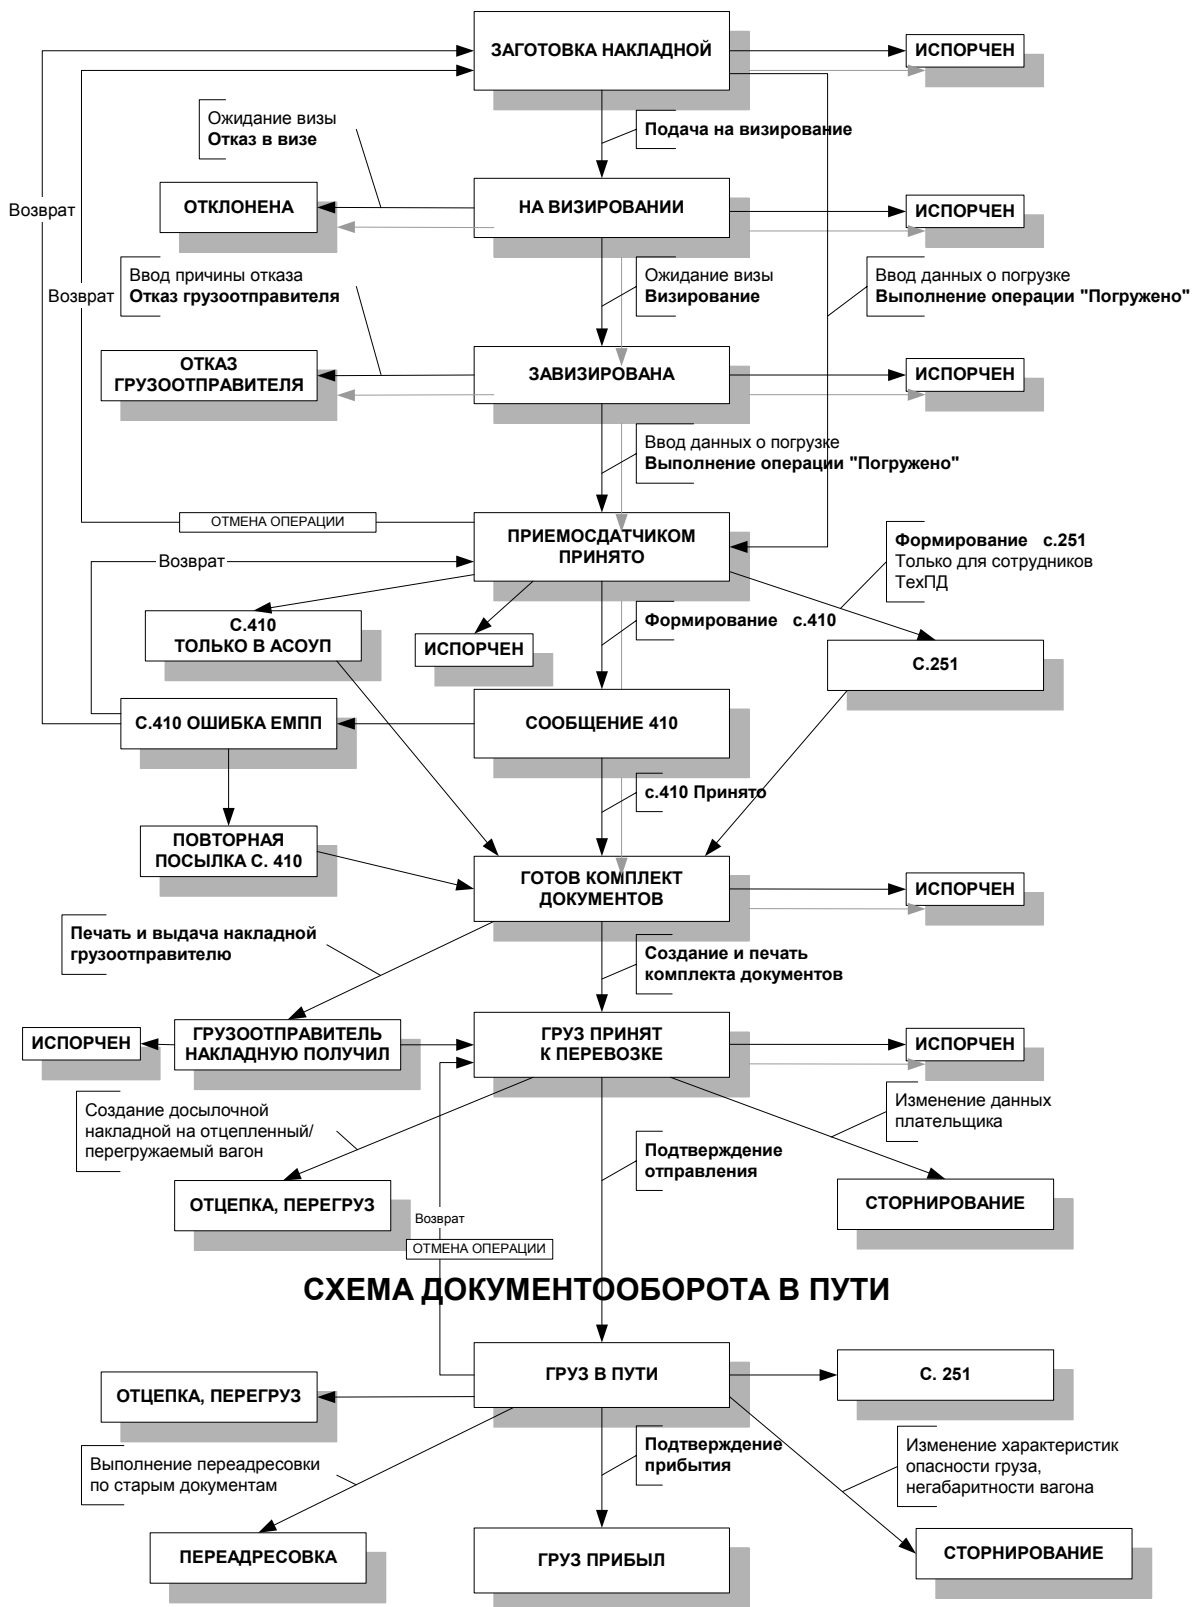 ЗАГОТОВКА НАКЛАДНОЙ
ИСПОРЧЕН
Ожидание визы
Отказ в визе
Подача на визирование
Возврат
ОТКЛОНЕНА
НА ВИЗИРОВАНИИ
ИСПОРЧЕН
Возврат
Ввод причины отказа
Отказ грузоотправителя
Ожидание визы
Визирование
Ввод данных о погрузке
Выполнение операции "Погружено"
ОТКАЗ
ГРУЗООТПРАВИТЕЛЯ
ЗАВИЗИРОВАНА
ИСПОРЧЕН
Ввод данных о погрузке
Выполнение операции "Погружено"
ОТМЕНА ОПЕРАЦИИ
ПРИЕМОСДАТЧИКОМ
ПРИНЯТО
Формирование с.251
Только для сотрудников
ТехПД
Возврат
С.410
ТОЛЬКО В АСОУП
ИСПОРЧЕН
Формирование с.410
С.251
С.410 ОШИБКА ЕМПП
СООБЩЕНИЕ 410
с.410 Принято
ПОВТОРНАЯ
ПОСЫЛКА С. 410
ГОТОВ КОМПЛЕКТ
ДОКУМЕНТОВ
ИСПОРЧЕН
Печать и выдача накладной
грузоотправителю
Создание и печать
комплекта документов
ИСПОРЧЕН
ГРУЗООТПРАВИТЕЛЬ
НАКЛАДНУЮ ПОЛУЧИЛ
ГРУЗ ПРИНЯТ
К ПЕРЕВОЗКЕ
ИСПОРЧЕН
Создание досылочной
накладной на отцепленный/
перегружаемый вагон
Изменение данных
плательщика
Подтверждение
отправления
ОТЦЕПКА, ПЕРЕГРУЗ
СТОРНИРОВАНИЕ
Возврат
ОТМЕНА ОПЕРАЦИИ
СХЕМА ДОКУМЕНТООБОРОТА В ПУТИ
ОТЦЕПКА, ПЕРЕГРУЗ
ГРУЗ В ПУТИ
С. 251
Выполнение переадресовки
по старым документам
Подтверждение
прибытия
Изменение характеристик
опасности груза,
негабаритности вагона
ПЕРЕАДРЕСОВКА
ГРУЗ ПРИБЫЛ
СТОРНИРОВАНИЕ